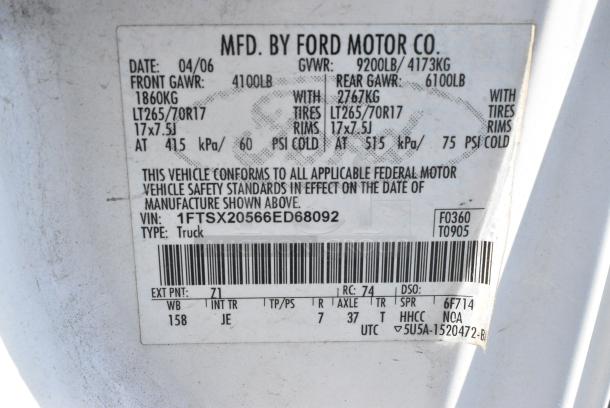 MFD. BY FORD MOTOR CO.
DATE: 04/06 GVWR: 9200LB/ 4173KG
FRONT GAWR: 4100LB REAR GAWR: 6100LB
1860KG WITH 2767KG WITH
LT265/70R17 TIRES LT265/70R17 TIRES
17x7.5J RIMS 17x7.5J RIMS
AT 415 kPa/ 60 PSI COLD AT 515 kPa/ 75 PSI COLD
THIS VEHICLE CONFORMS TO ALL APPLICABLE FEDERAL MOTOR
VEHICLE SAFETY STANDARDS IN EFFECT ON THE DATE OF
MANUFACTURE SHOWN ABOVE.
VIN: 1FTSX20566ED68092 F0360
TYPE: Truck T0905
EXT PNT: 71 RC: 74 DSO:
WB INT TR TP/PS R AXLE TR SPR 6F714
158 JE 7 37 T HHCC NOA
UTC ▽5U5A-1520472-B